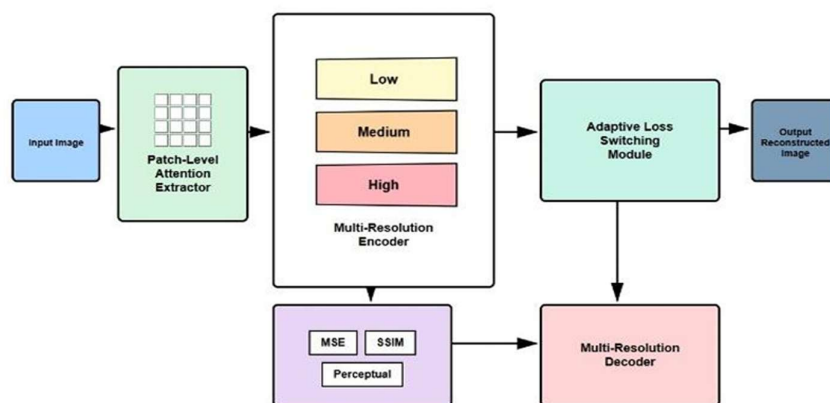 Input Image
Patch-Level
Attention
Extractor
Low
Medium
High
Multi-Resolution
Encoder
Adaptive Loss
Switching
Module
Output
Reconstructed
Image
MSE
SSIM
Perceptual
Multi-Resolution
Decoder